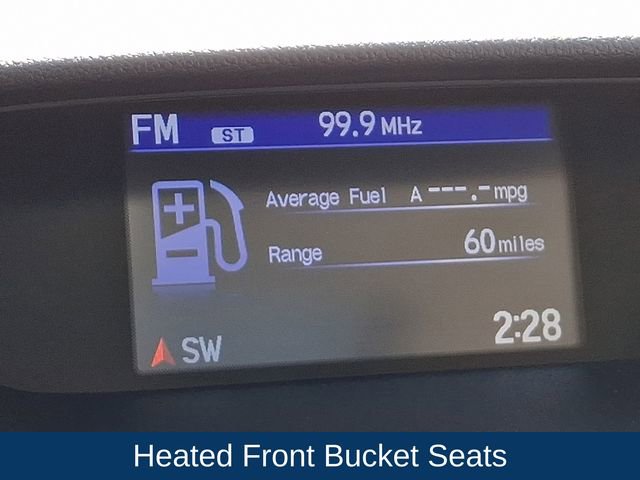 FM ST 99.9 MHz
Average Fuel A ---.- mpg
Range 60 miles
SW 2:28
Heated Front Bucket Seats